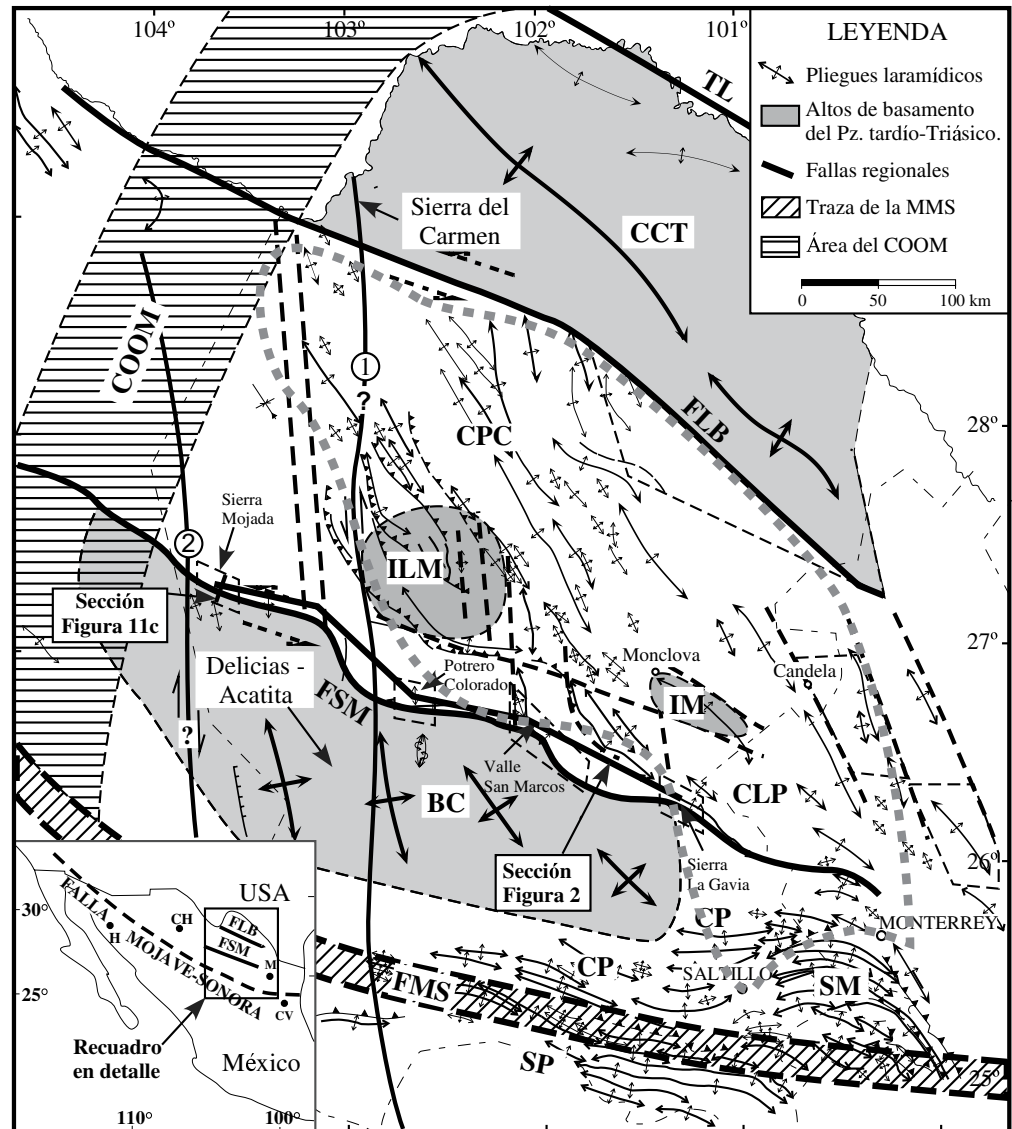 104º
103º
102º
101º
LEYENDA
Pliegues laramídicos
Altos de basamento
del Pz. tardío-Triásico.
Fallas regionales
Traza de la MMS
Área del COOM
0 50 100 km
TL
Sierra del
Carmen
CCT
COOM
1
?
CPC
FLB
28º
Sierra
Mojada
2
ILM
Sección
Figura 11c
27º
Delicias -
Acatita
FSM
Potrero
Colorado
Monclova
Candela
IM
?
Valle
San Marcos
BC
CLP
26º
Sección
Figura 2
Sierra
La Gavia
CP
MONTERREY
CP
SALTILLO
SM
FMS
SP
25º
USA
30°
25°
FALLA
MOJAVE-SONORA
H
CH
FLB
FSM
M
CV
Recuadro
en detalle
México
110°
100°